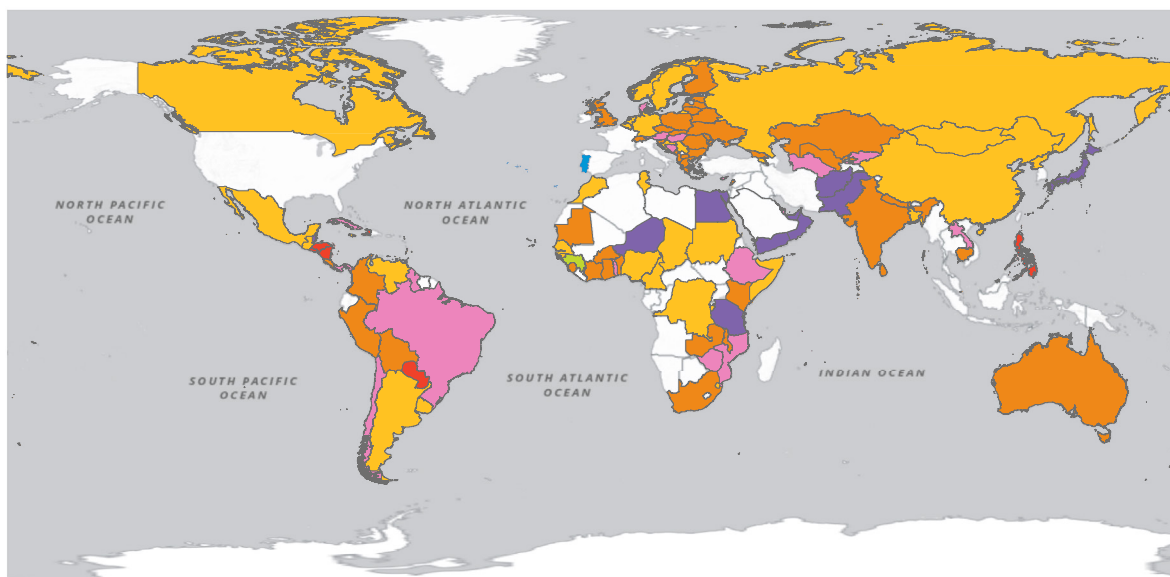 NORTH PACIFIC
OCEAN
NORTH ATLANTIC
OCEAN
SOUTH PACIFIC
OCEAN
SOUTH ATLANTIC
OCEAN
INDIAN OCEAN